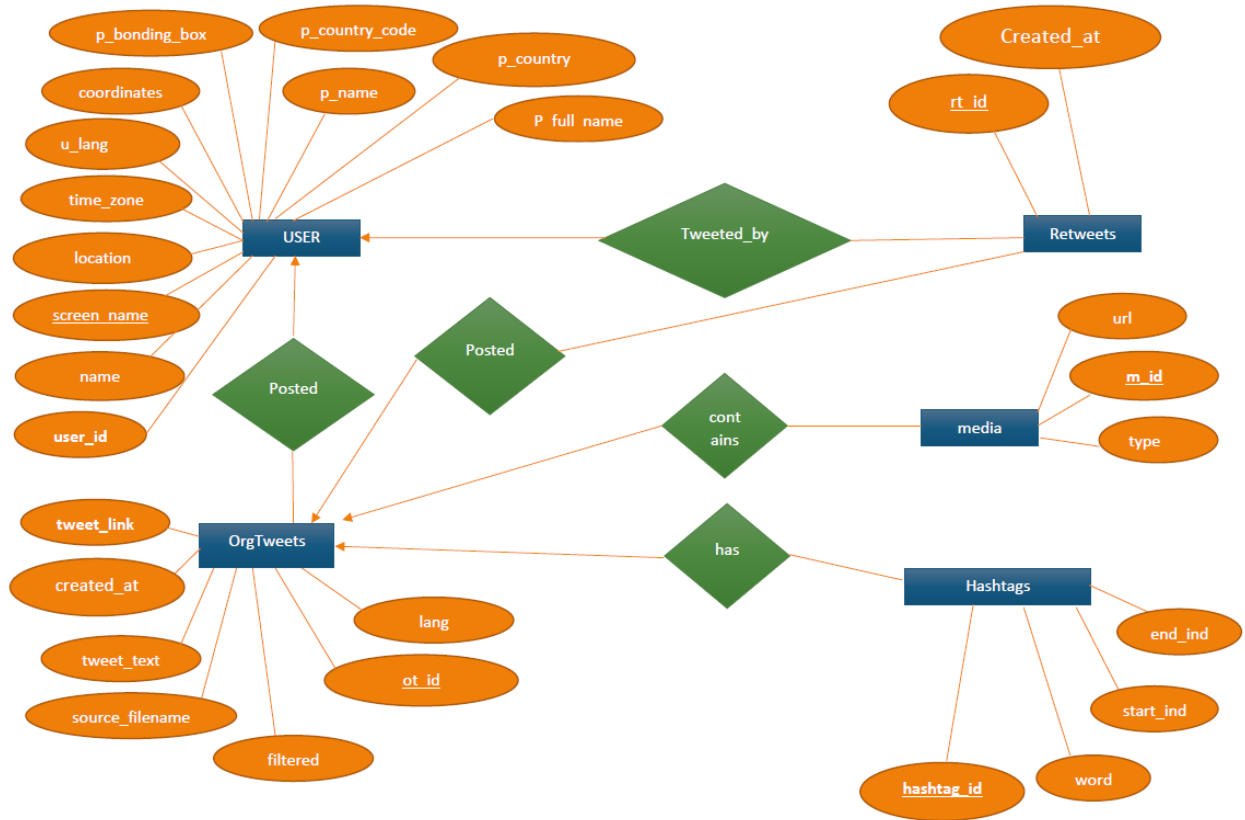 p_bonding_box
p_country_code
Created_at
p_country
coordinates
p_name
rt_id
P_full_name
u_lang
time_zone
USER
Tweeted_by
Retweets
location
screen_name
url
Posted
name
Posted
m_id
cont
ains
media
type
user_id
tweet_link
OrgTweets
has
created_at
Hashtags
lang
end_ind
tweet_text
ot_id
source_filename
start_ind
filtered
word
hashtag_id